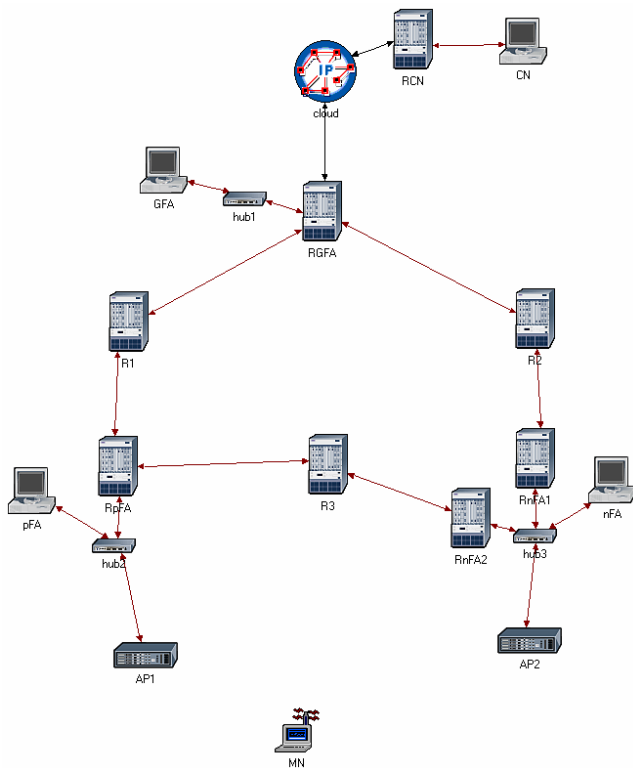 RCN
CN
IP
cloud
GFA
hub1
RGFA
R1
R2
RpFA
R3
RnFA1
pFA
nFA
hub2
RnFA2
hub3
AP1
AP2
MN